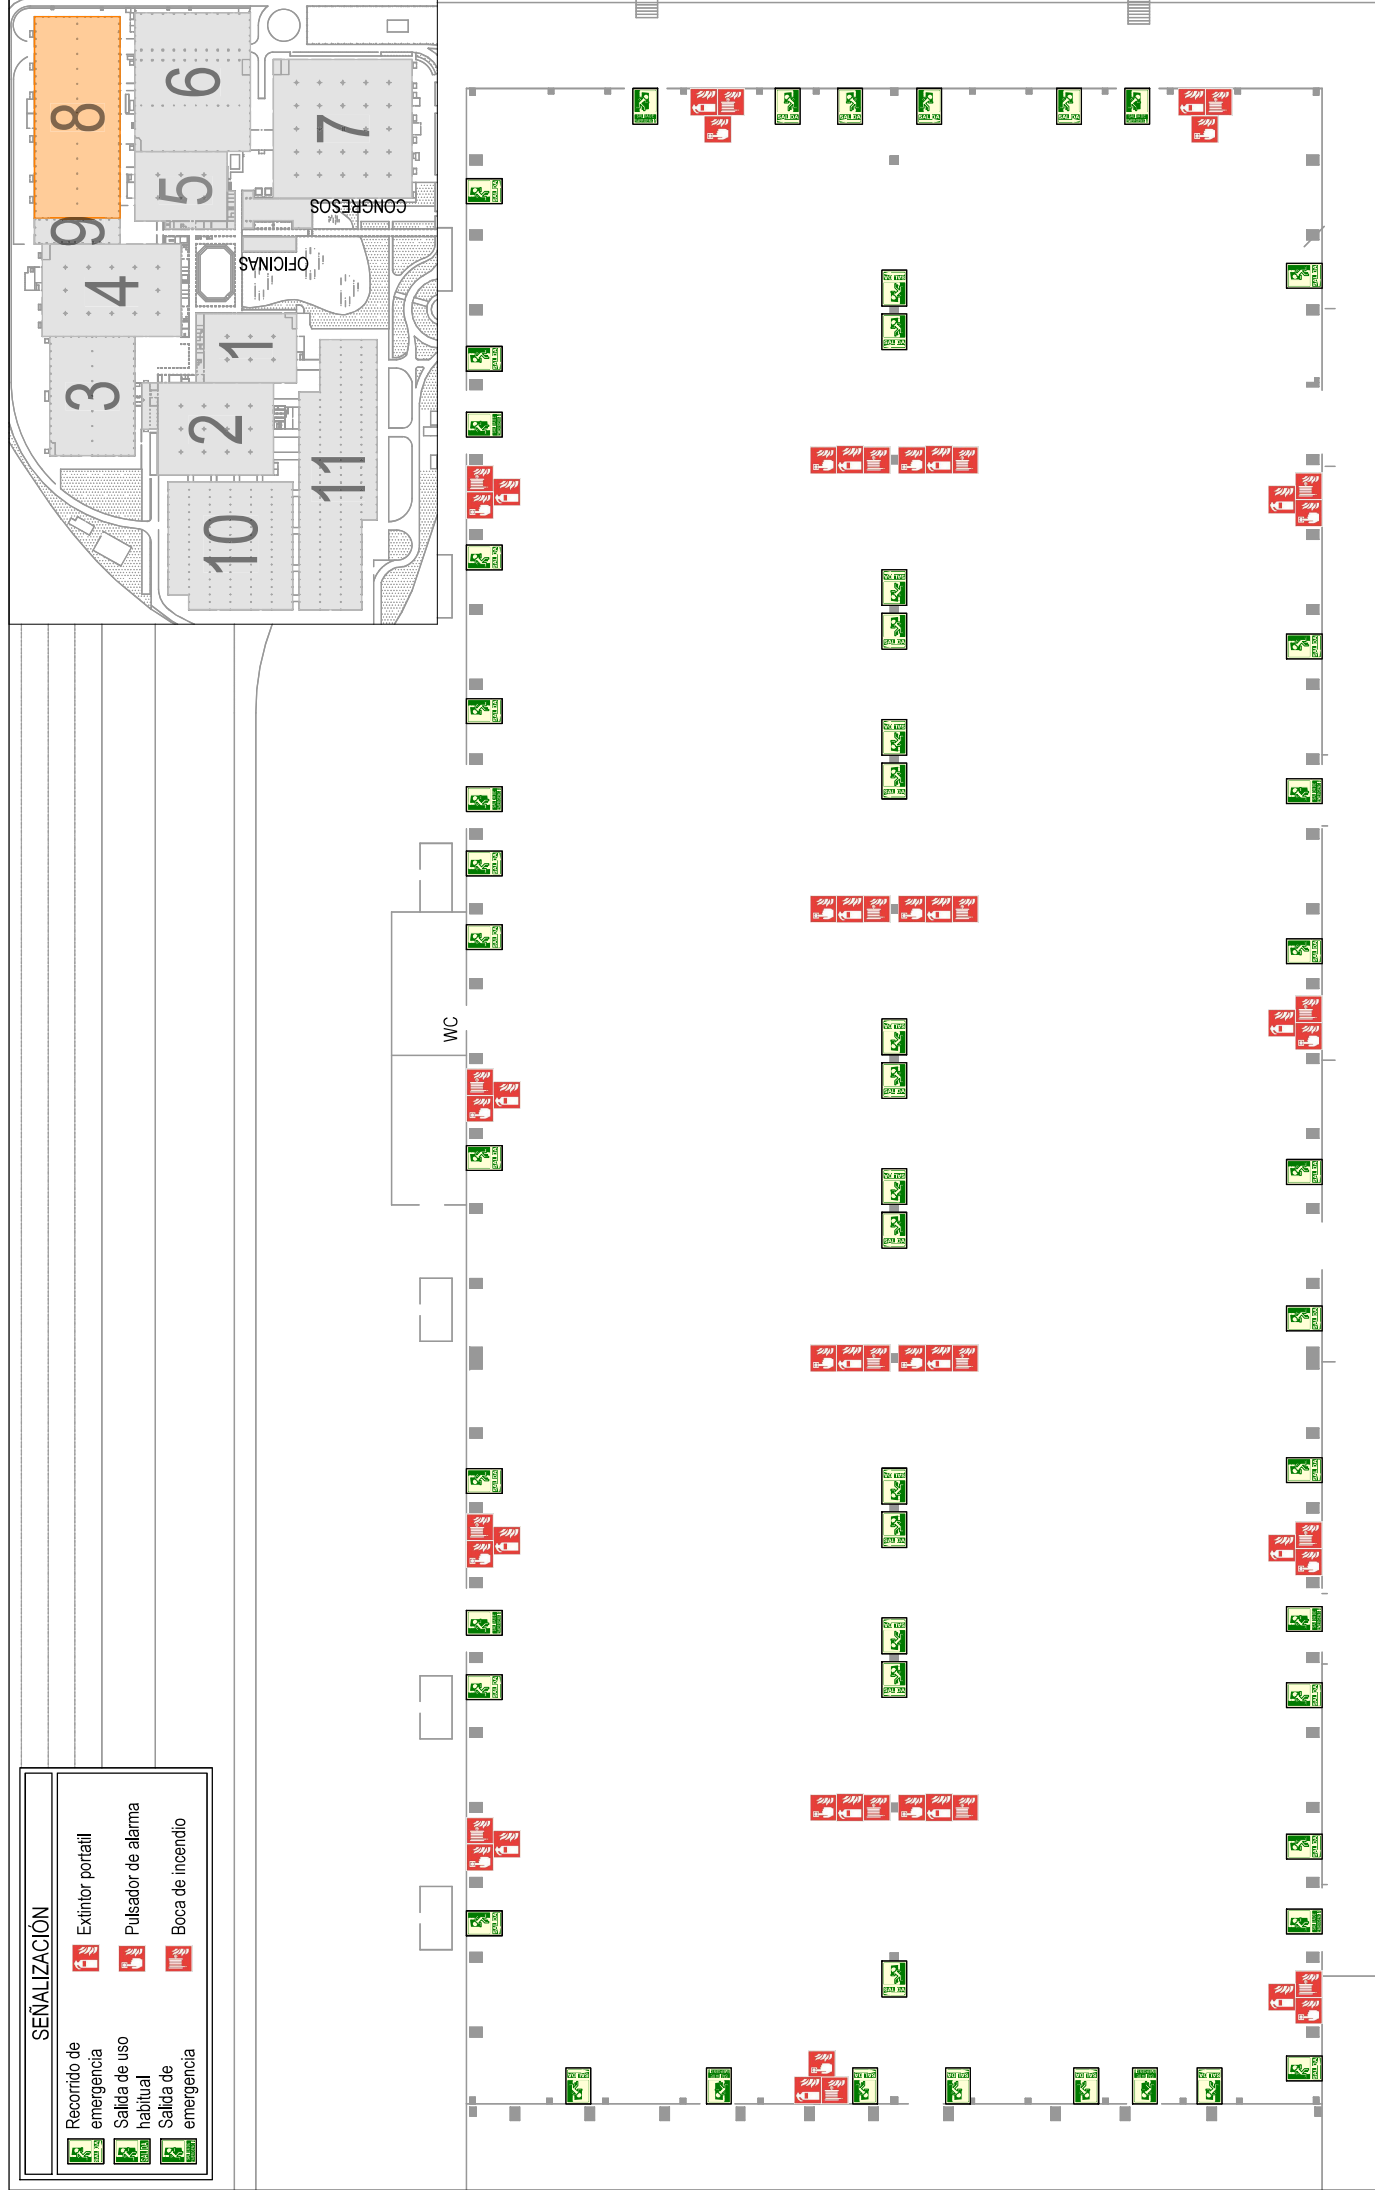 8
6
7
5
9
4
3
1
2
10
11
CONGRESOS
OFICINAS
WC
SEÑALIZACIÓN
Recorrido de
emergencia
Salida de uso
habitual
Salida de
emergencia
Extintor portatil
Pulsador de alarma
Boca de incendio
SALIDA